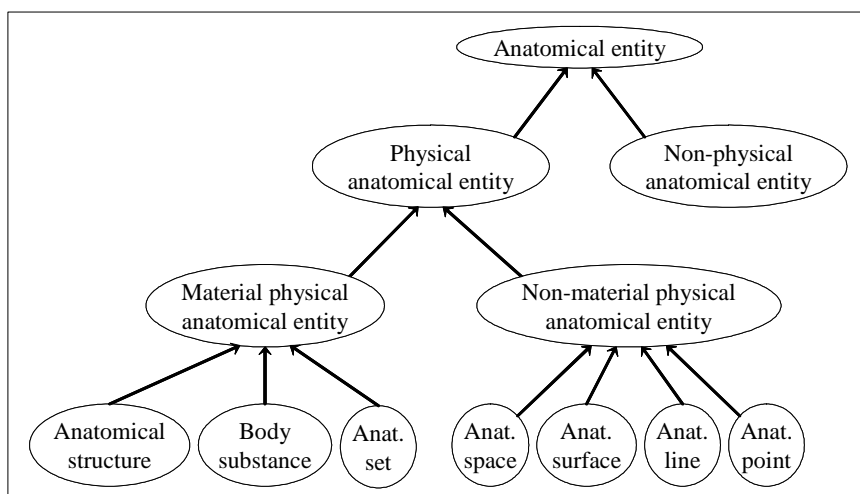 Anatomical entity
Physical
anatomical entity
Non-physical
anatomical entity
Material physical
anatomical entity
Non-material physical
anatomical entity
Anatomical
structure
Body
substance
Anat.
set
Anat.
space
Anat.
surface
Anat.
line
Anat.
point